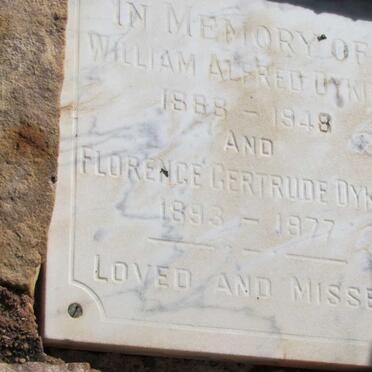 IN MEMORY OF
WILLIAM ALFRED DYK
1888 - 1948
AND
FLORENCE GERTRUDE DYK
1893 - 1977
LOVED AND MISSE